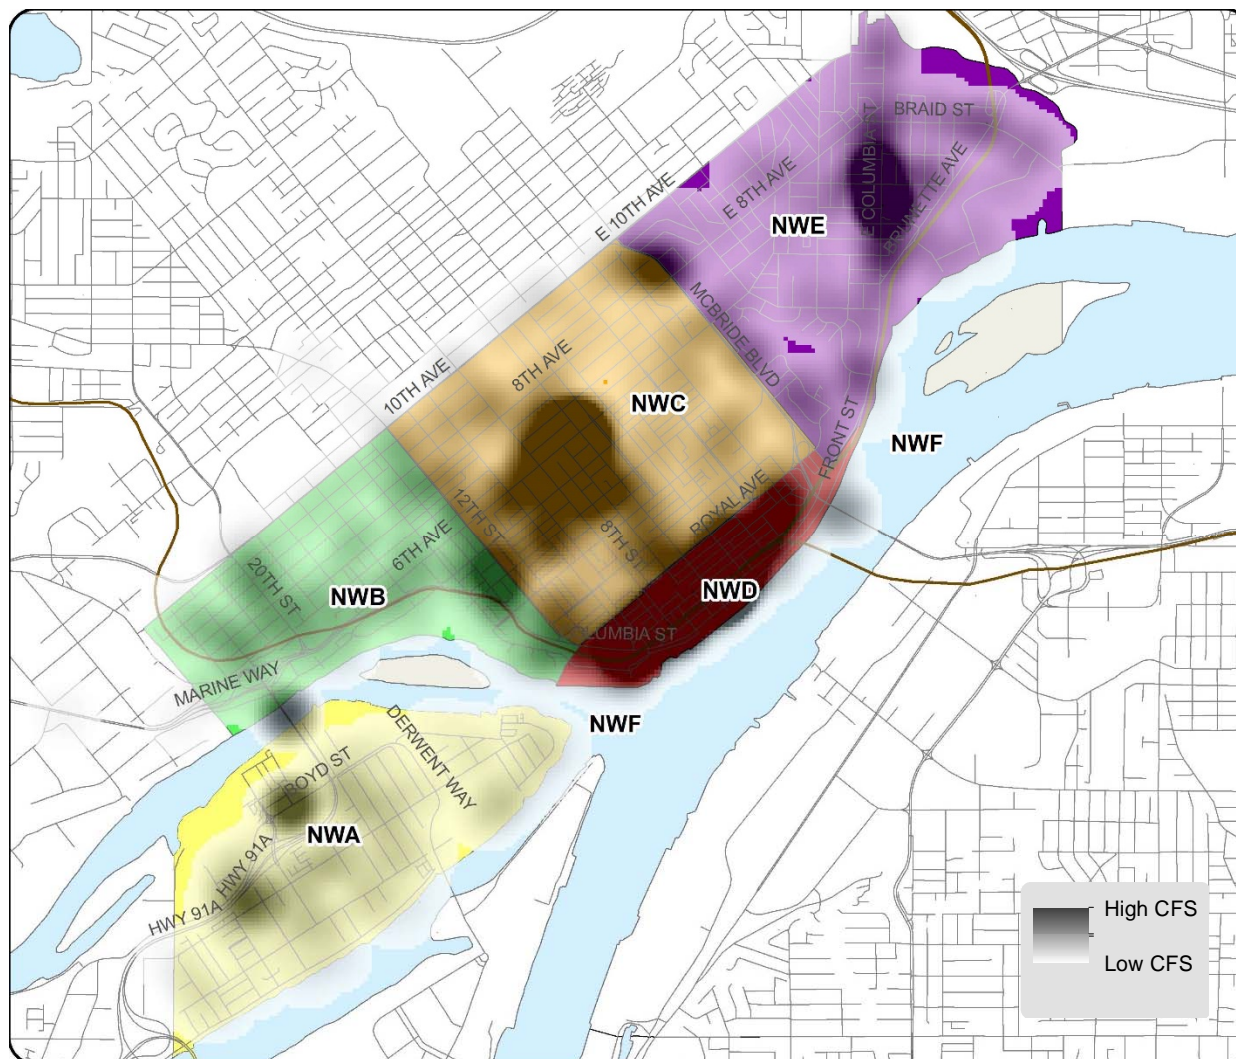 BRAID ST
E COLUMBIA ST
BRUNETTE AVE
E 8TH AVE
E 10TH AVE
NWE
MCBRIDE BLVD
8TH AVE
10TH AVE
NWC
FRONT ST
NWF
12TH ST
6TH AVE
8TH ST
ROYAL AVE
20TH ST
NWB
NWD
LUMBIA ST
MARINE WAY
NWF
DERWENT WAY
BOYD ST
NWA
HWY 91A
HWY 91A
High CFS
Low CFS